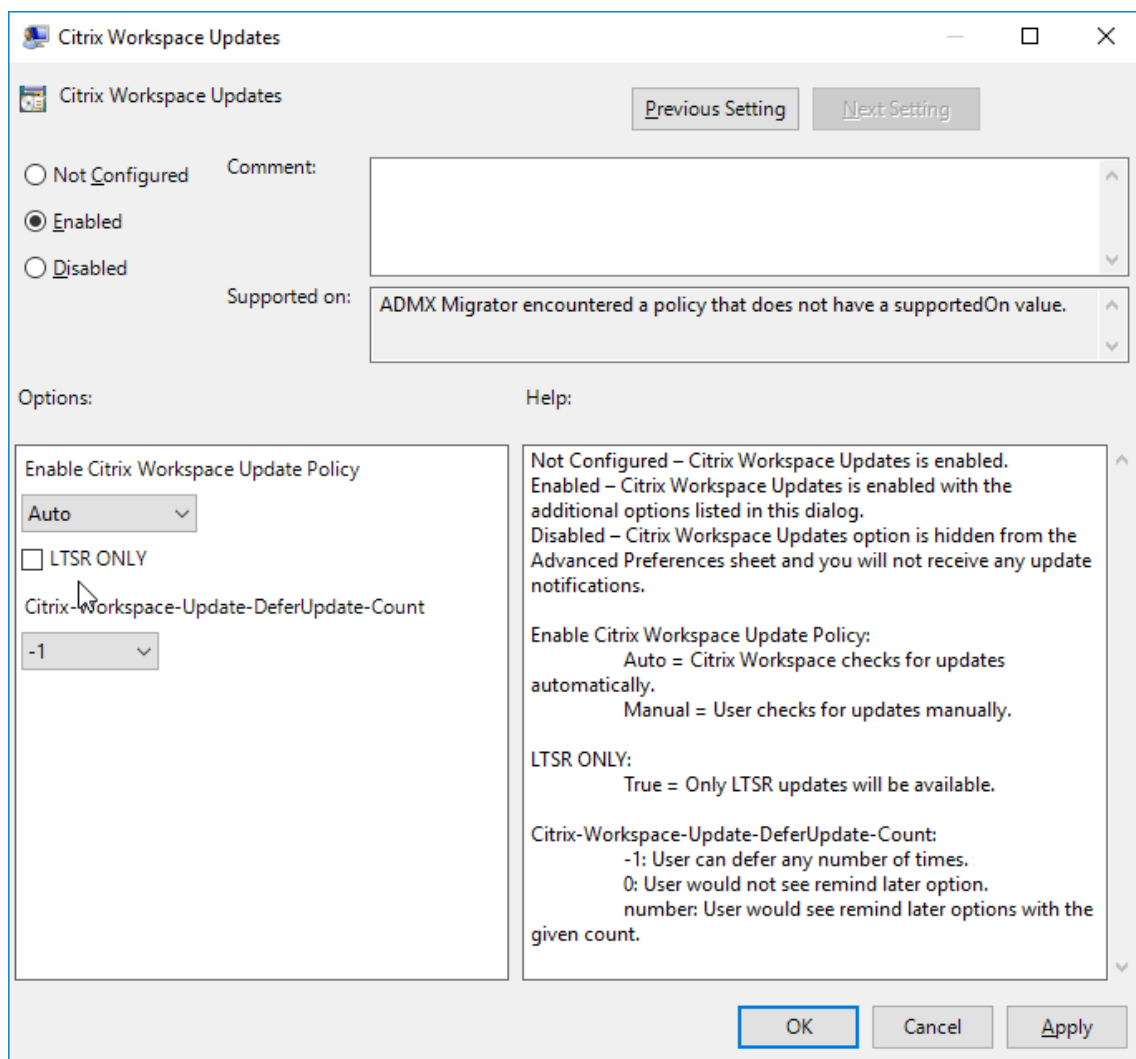 Citrix Workspace Updates
Citrix Workspace Updates
Previous Setting
Next Setting
Not Configured
Comment:
Enabled
Disabled
Supported on:
ADMX Migrator encountered a policy that does not have a supportedOn value.
Options:
Help:
Enable Citrix Workspace Update Policy
Auto
LTSR ONLY
Citrix-Workspace-Update-DeferUpdate-Count
-1
Not Configured – Citrix Workspace Updates is enabled.
Enabled – Citrix Workspace Updates is enabled with the
additional options listed in this dialog.
Disabled – Citrix Workspace Updates option is hidden from the
Advanced Preferences sheet and you will not receive any update
notifications.
Enable Citrix Workspace Update Policy:
Auto = Citrix Workspace checks for updates
automatically.
Manual = User checks for updates manually.
LTSR ONLY:
True = Only LTSR updates will be available.
Citrix-Workspace-Update-DeferUpdate-Count:
-1: User can defer any number of times.
0: User would not see remind later option.
number: User would see remind later options with the
given count.
OK
Cancel
Apply